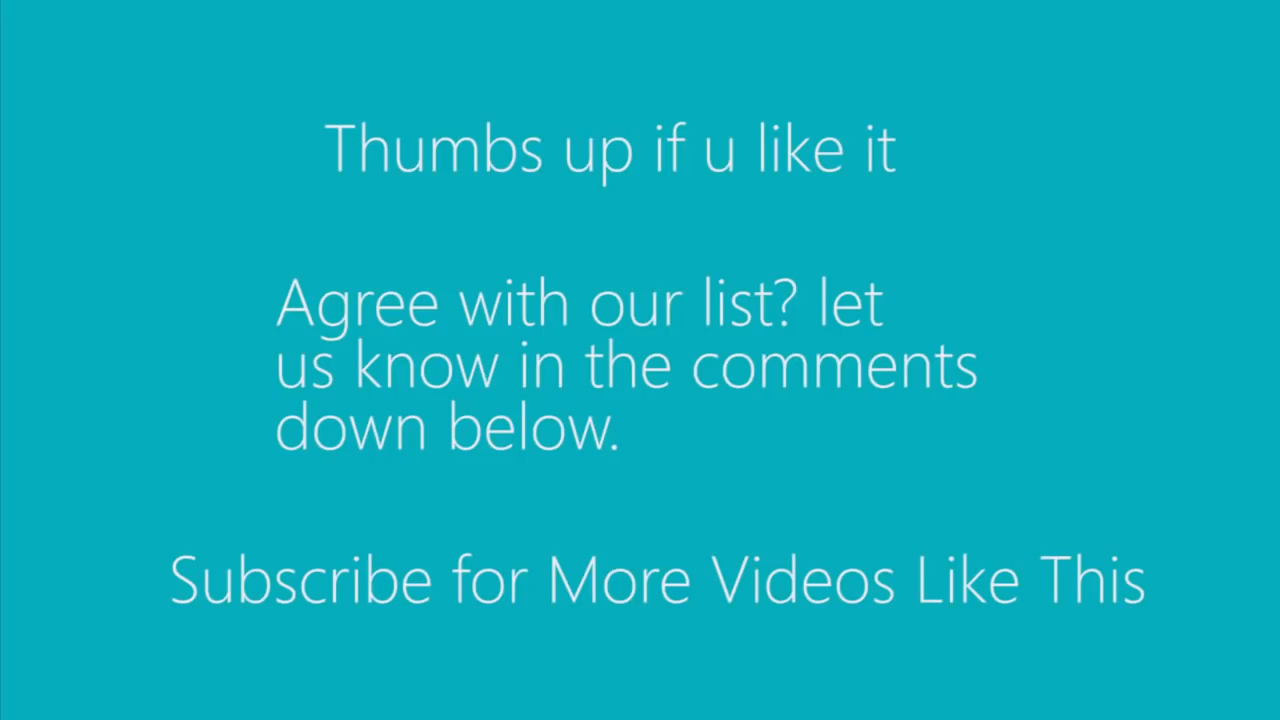 Thumbs up if u like it
Agree with our list? let
us know in the comments
down below.
Subscribe for More Videos Like This